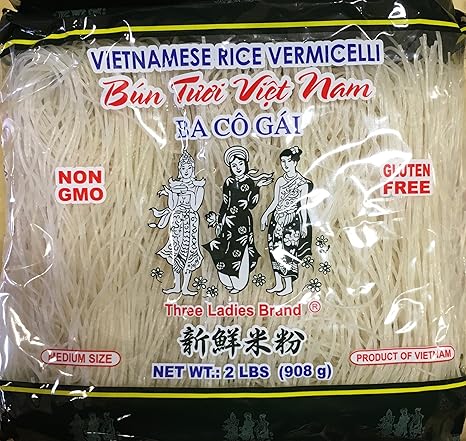 VIETNAMESE RICE VERMICELLI
Bún Tươi Việt Nam
BA CÔ GÁI
NON
GMO
GLUTEN
FREE
Three Ladies Brand ®
新鮮米粉
MEDIUM SIZE
PRODUCT OF VIETNAM
NET WT.: 2 LBS (908 g)